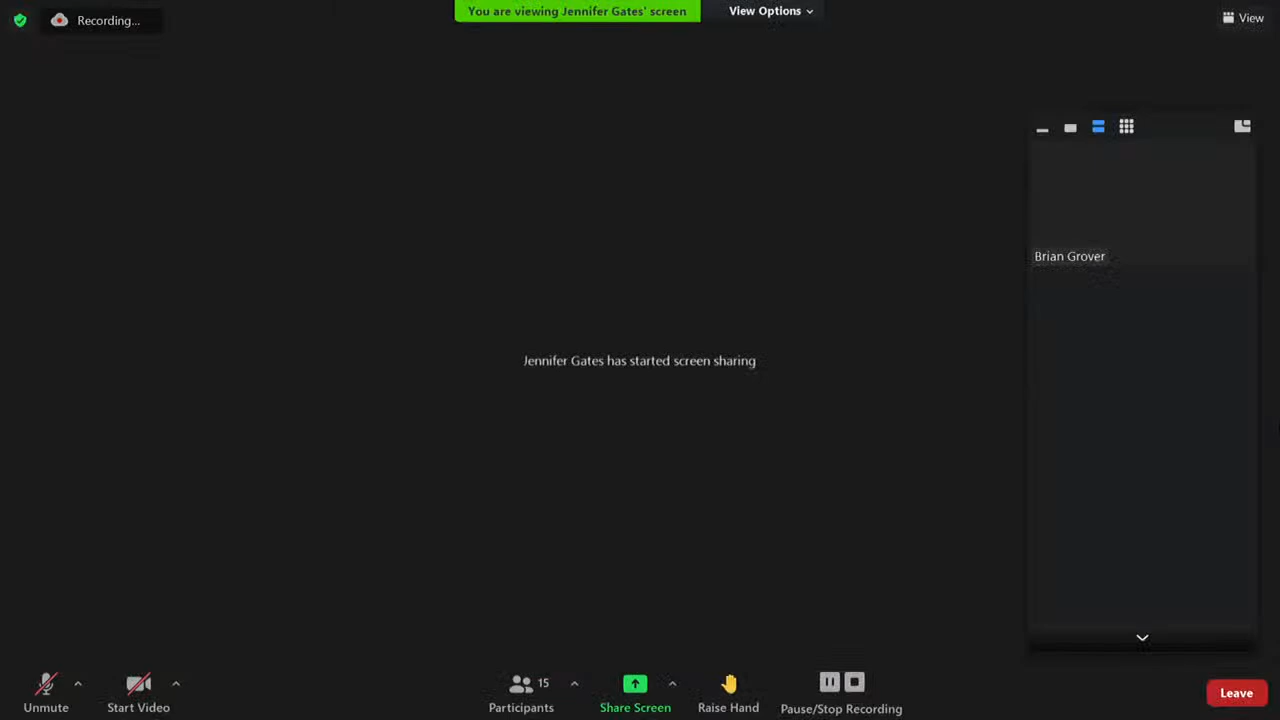 Recording...
You are viewing Jennifer Gates' screen
View Options
View
Brian Grover
Jennifer Gates has started screen sharing
Unmute
Start Video
15
Participants
Share Screen
Raise Hand
Pause/Stop Recording
Leave